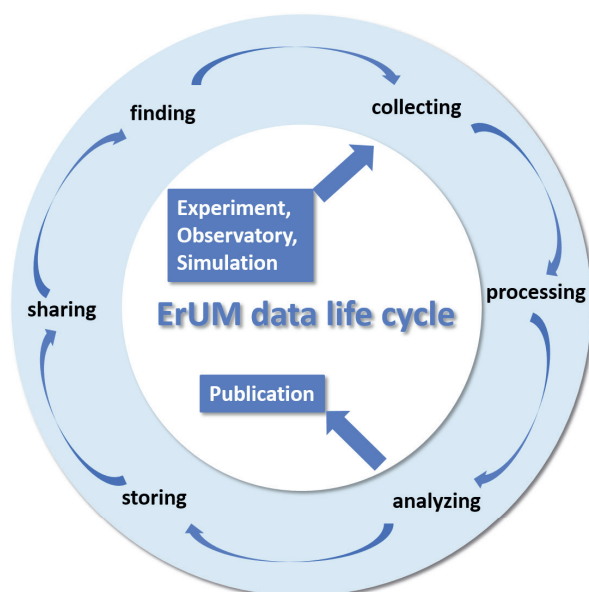 finding
collecting
Experiment,
Observatory,
Simulation
processing
sharing
ErUM data life cycle
Publication
storing
analyzing